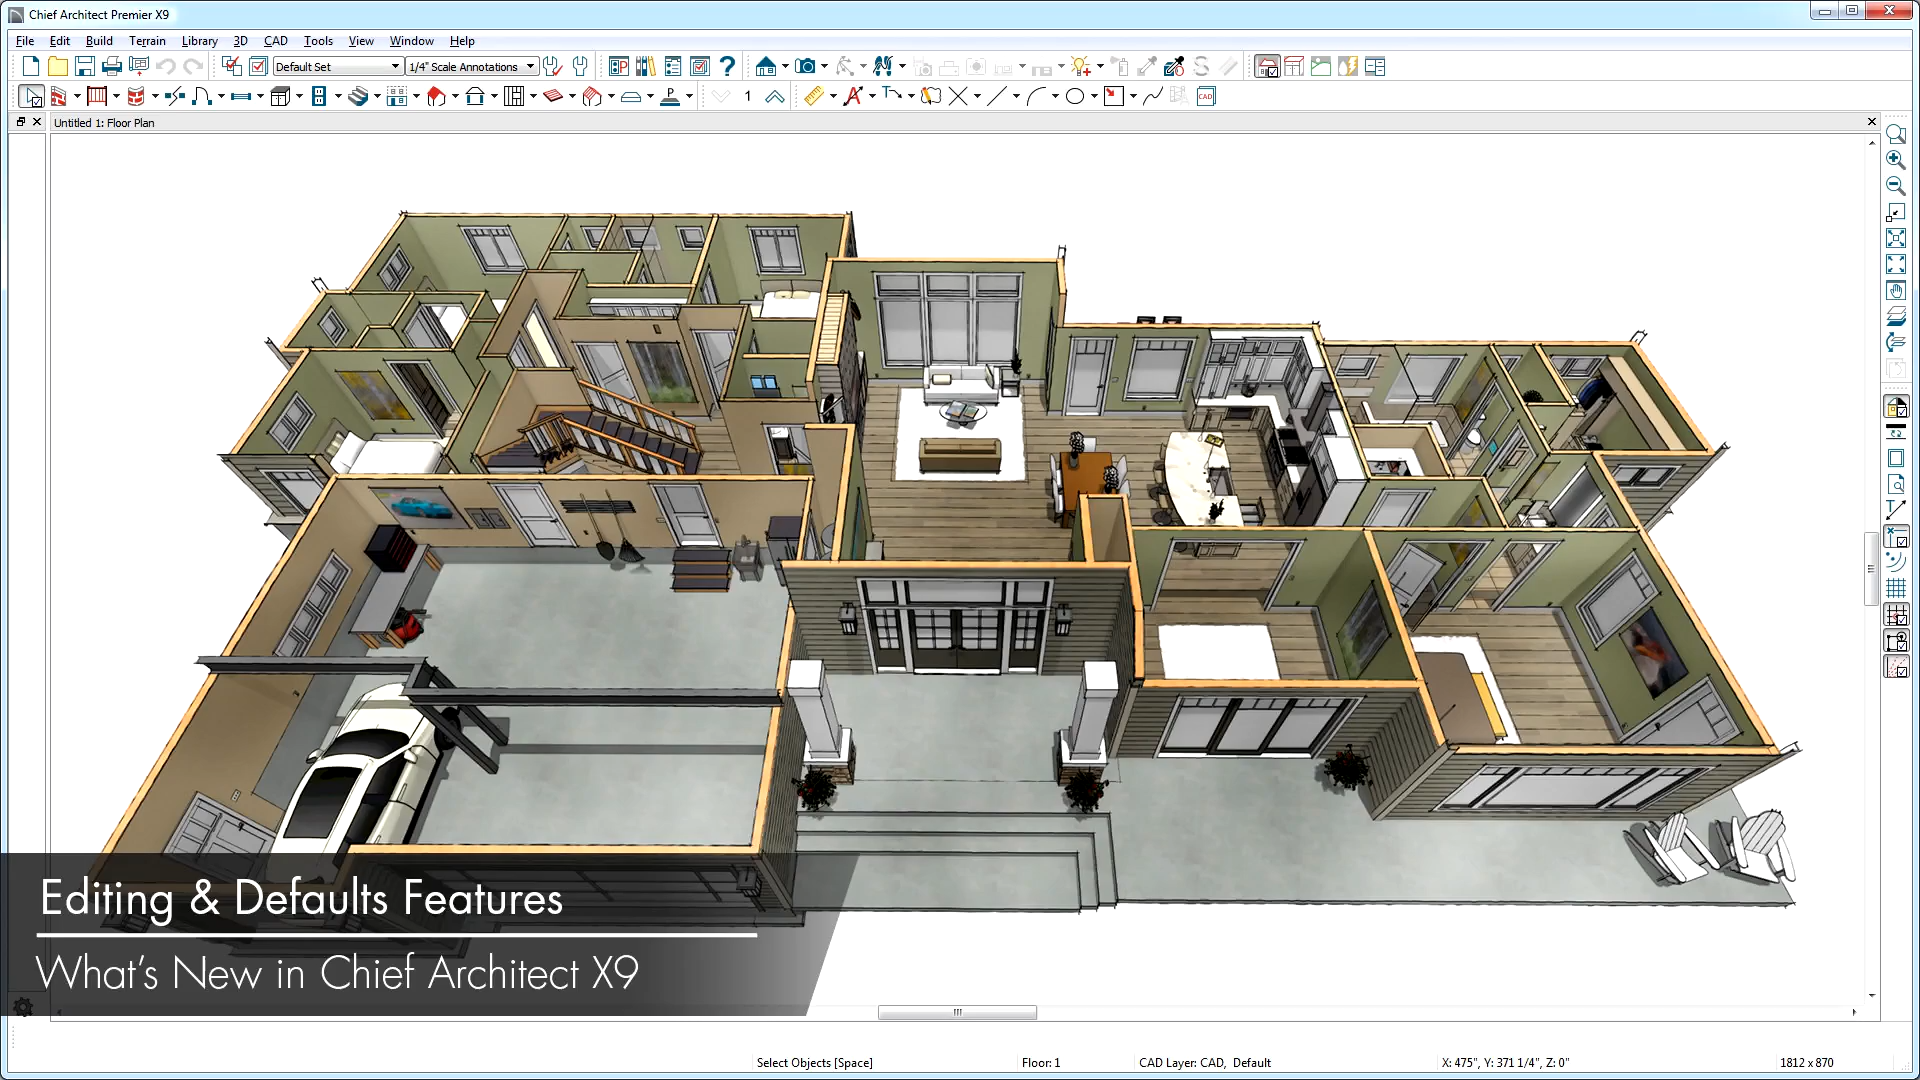 Chief Architect Premier X9
File Edit Build Terrain Library 3D CAD Tools View Window Help
Default Set 1/4" Scale Annotations
P 1 CAD
Untitled 1: Floor Plan
Editing & Defaults Features
What's New in Chief Architect X9
Select Objects [Space] Floor: 1 CAD Layer: CAD, Default X: 475", Y: 371 1/4", Z: 0" 1812 x 870